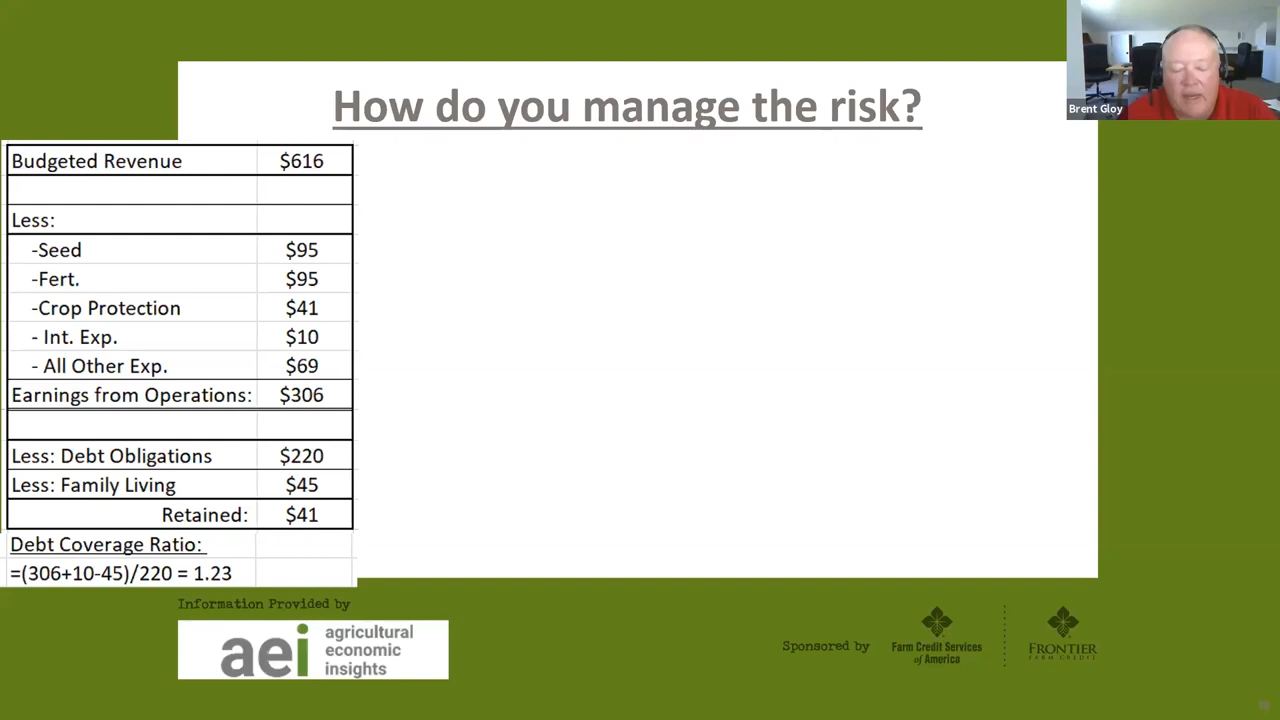 How do you manage the risk?
Brent Gloy
Budgeted Revenue $616
Less:
-Seed $95
-Fert. $95
-Crop Protection $41
- Int. Exp. $10
- All Other Exp. $69
Earnings from Operations: $306
Less: Debt Obligations $220
Less: Family Living $45
Retained: $41
Debt Coverage Ratio:
=(306+10-45)/220 = 1.23
Information Provided by
aei agricultural
economic
insights
Sponsored by
Farm Credit Services
of America
FRONTIER
FARM CREDIT